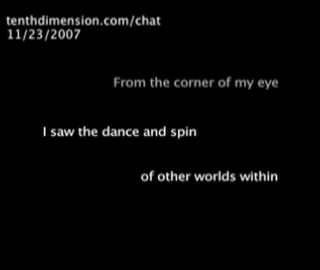 tenthdimension.com/chat
11/23/2007
From the corner of my eye
I saw the dance and spin
of other worlds within